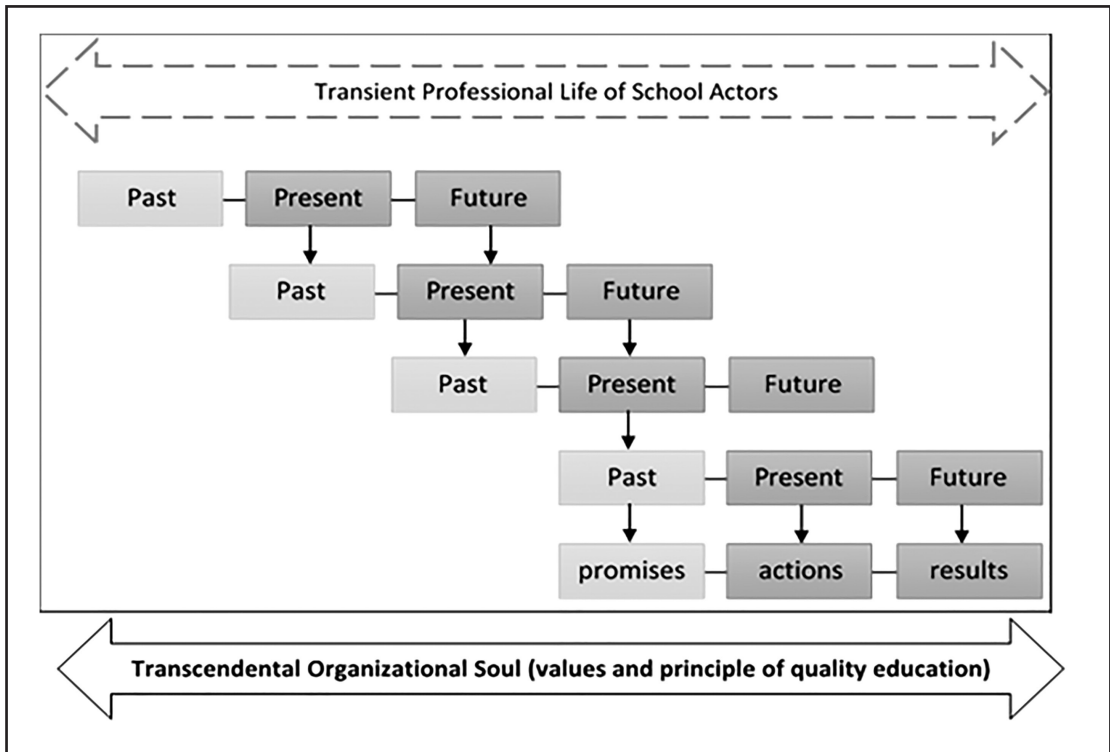 Transient Professional Life of School Actors
Past Present Future
Past Present Future
Past Present Future
Past Present Future
promises actions results
Transcendental Organizational Soul (values and principle of quality education)